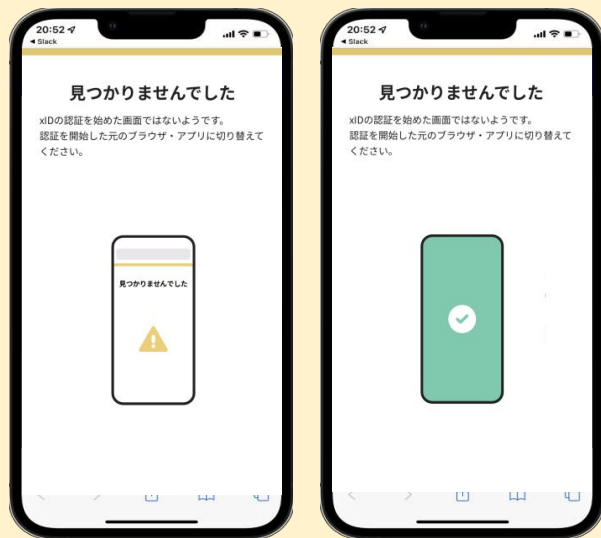 20:52
◀ Slack
見つかりませんでした
xIDの認証を始めた画面ではないようです。
認証を開始した元のブラウザ・アプリに切り替えて
ください。
見つかりませんでした
20:52
◀ Slack
見つかりませんでした
xIDの認証を始めた画面ではないようです。
認証を開始した元のブラウザ・アプリに切り替えて
ください。